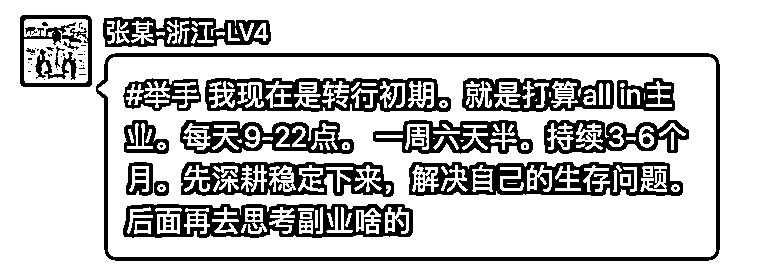 张某-浙江-LV4
#举手 我现在是转行初期。就是打算all in主
业。每天9-22点。 一周六天半。持续3-6个
月。先深耕稳定下来，解决自己的生存问题。
后面再去思考副业啥的